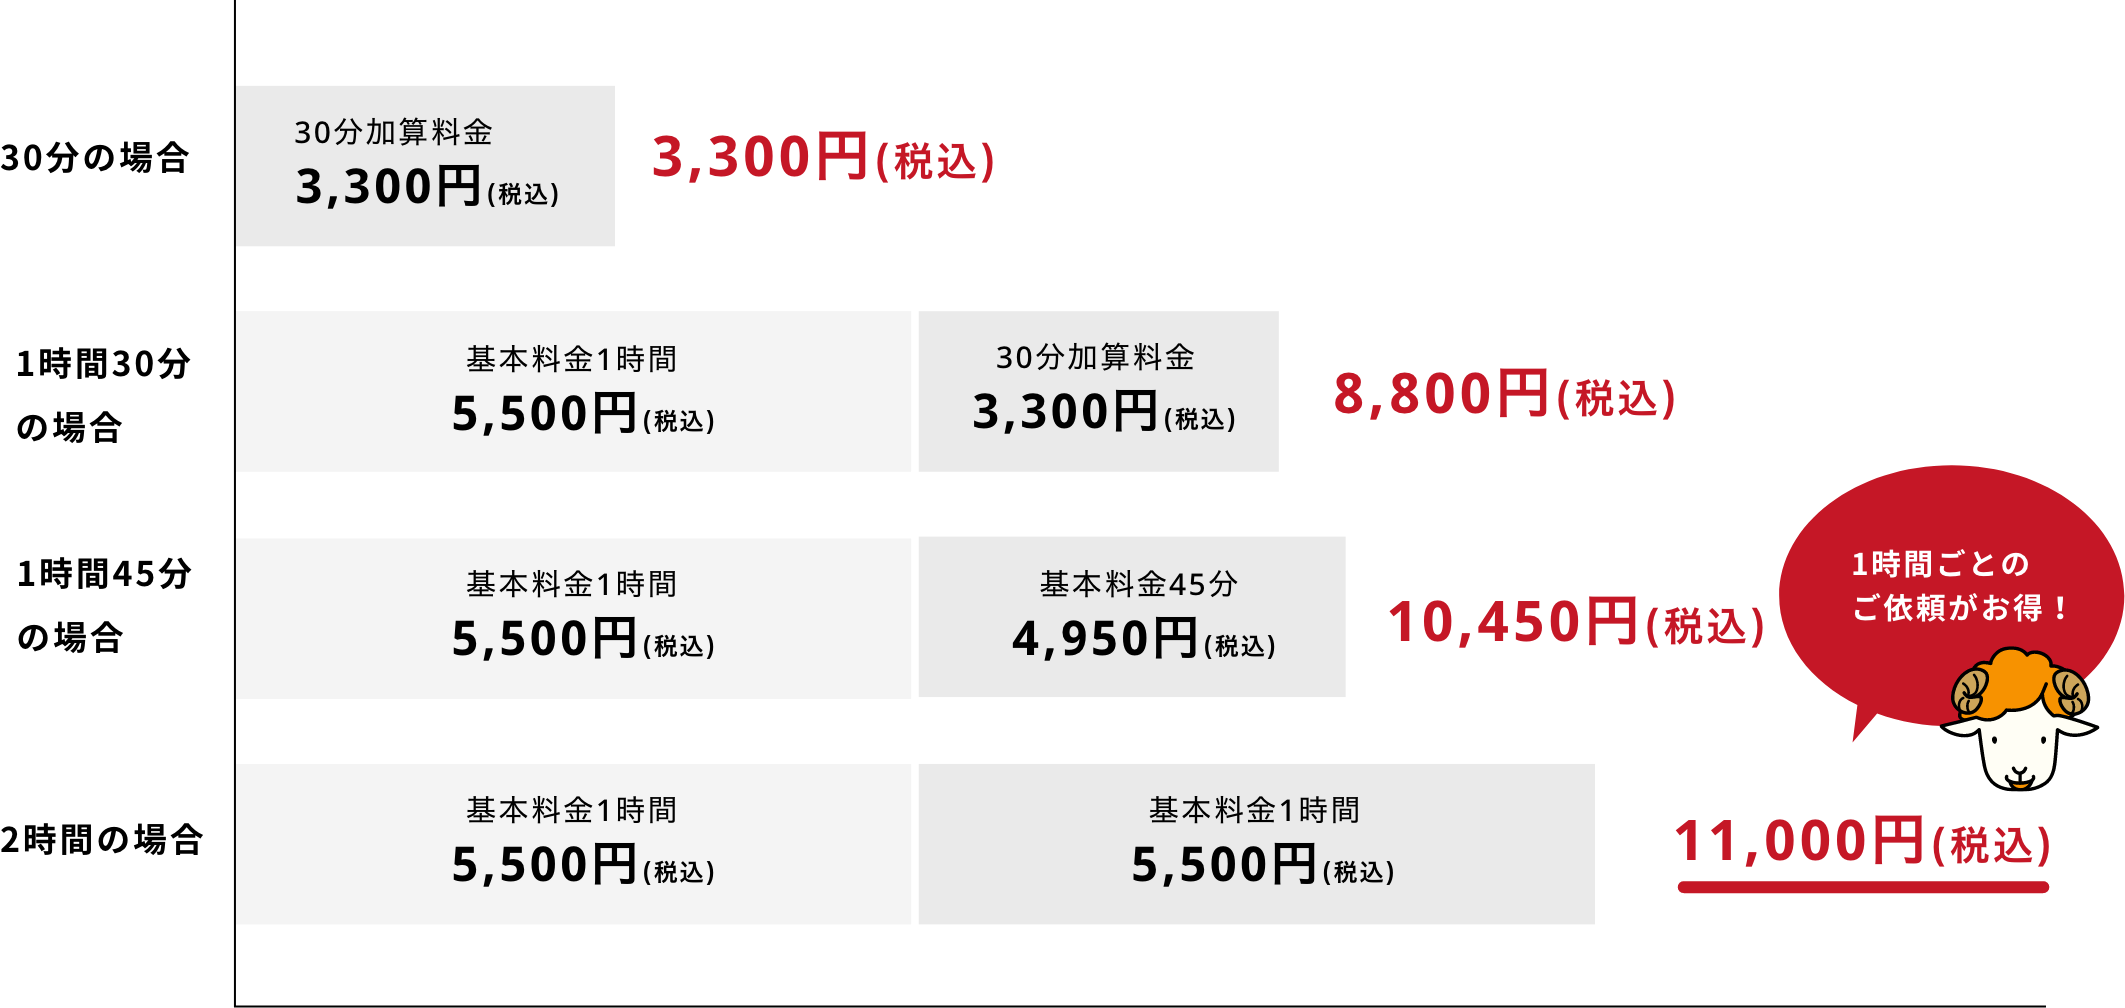 30分の場合
30分加算料金
3,300円(税込)
3,300円(税込)
1時間30分
の場合
基本料金1時間
5,500円(税込)
30分加算料金
3,300円(税込)
8,800円(税込)
1時間45分
の場合
基本料金1時間
5,500円(税込)
基本料金45分
4,950円(税込)
10,450円(税込)
1時間ごとの
ご依頼がお得！
2時間の場合
基本料金1時間
5,500円(税込)
基本料金1時間
5,500円(税込)
11,000円(税込)